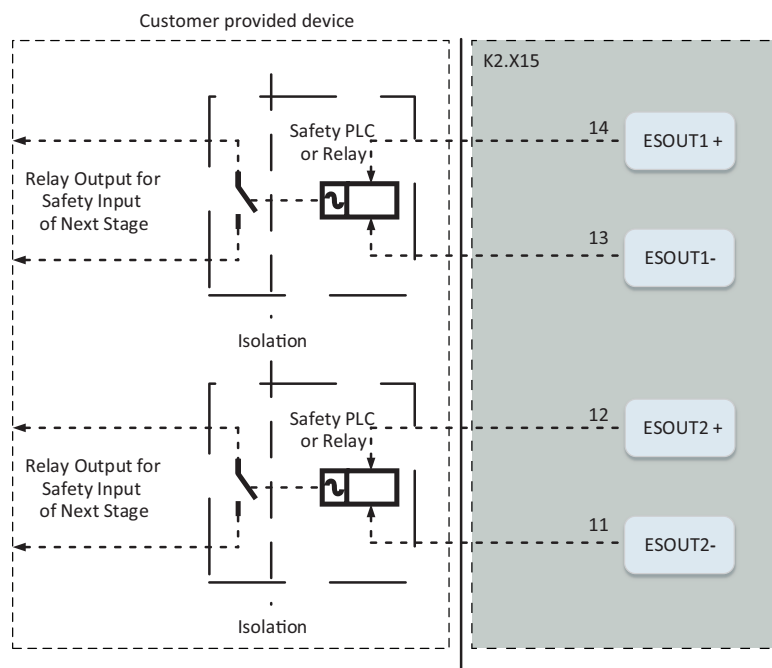 Customer provided device
K2.X15
Safety PLC
or Relay
14
ESOUT1 +
Relay Output for
Safety Input
of Next Stage
13
ESOUT1-
Isolation
Safety PLC
or Relay
12
ESOUT2 +
Relay Output for
Safety Input
of Next Stage
11
ESOUT2-
Isolation